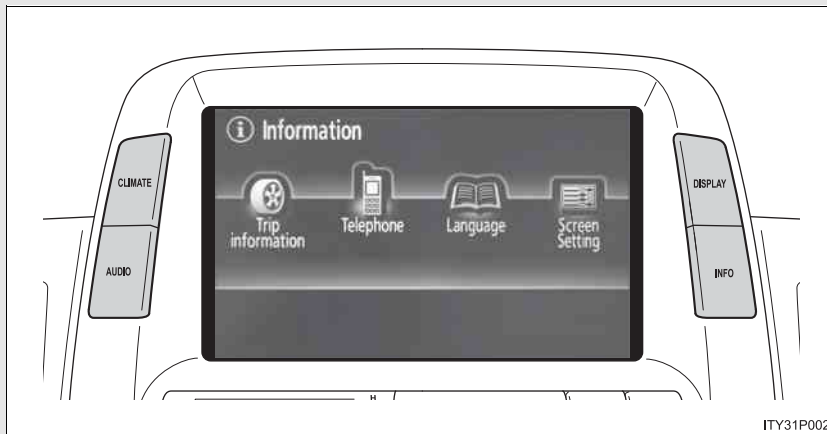 ⓘ Information
CLIMATE
DISPLAY
Trip
information
Telephone
Language
Screen
Setting
AUDIO
INFO
H
ITY31P002